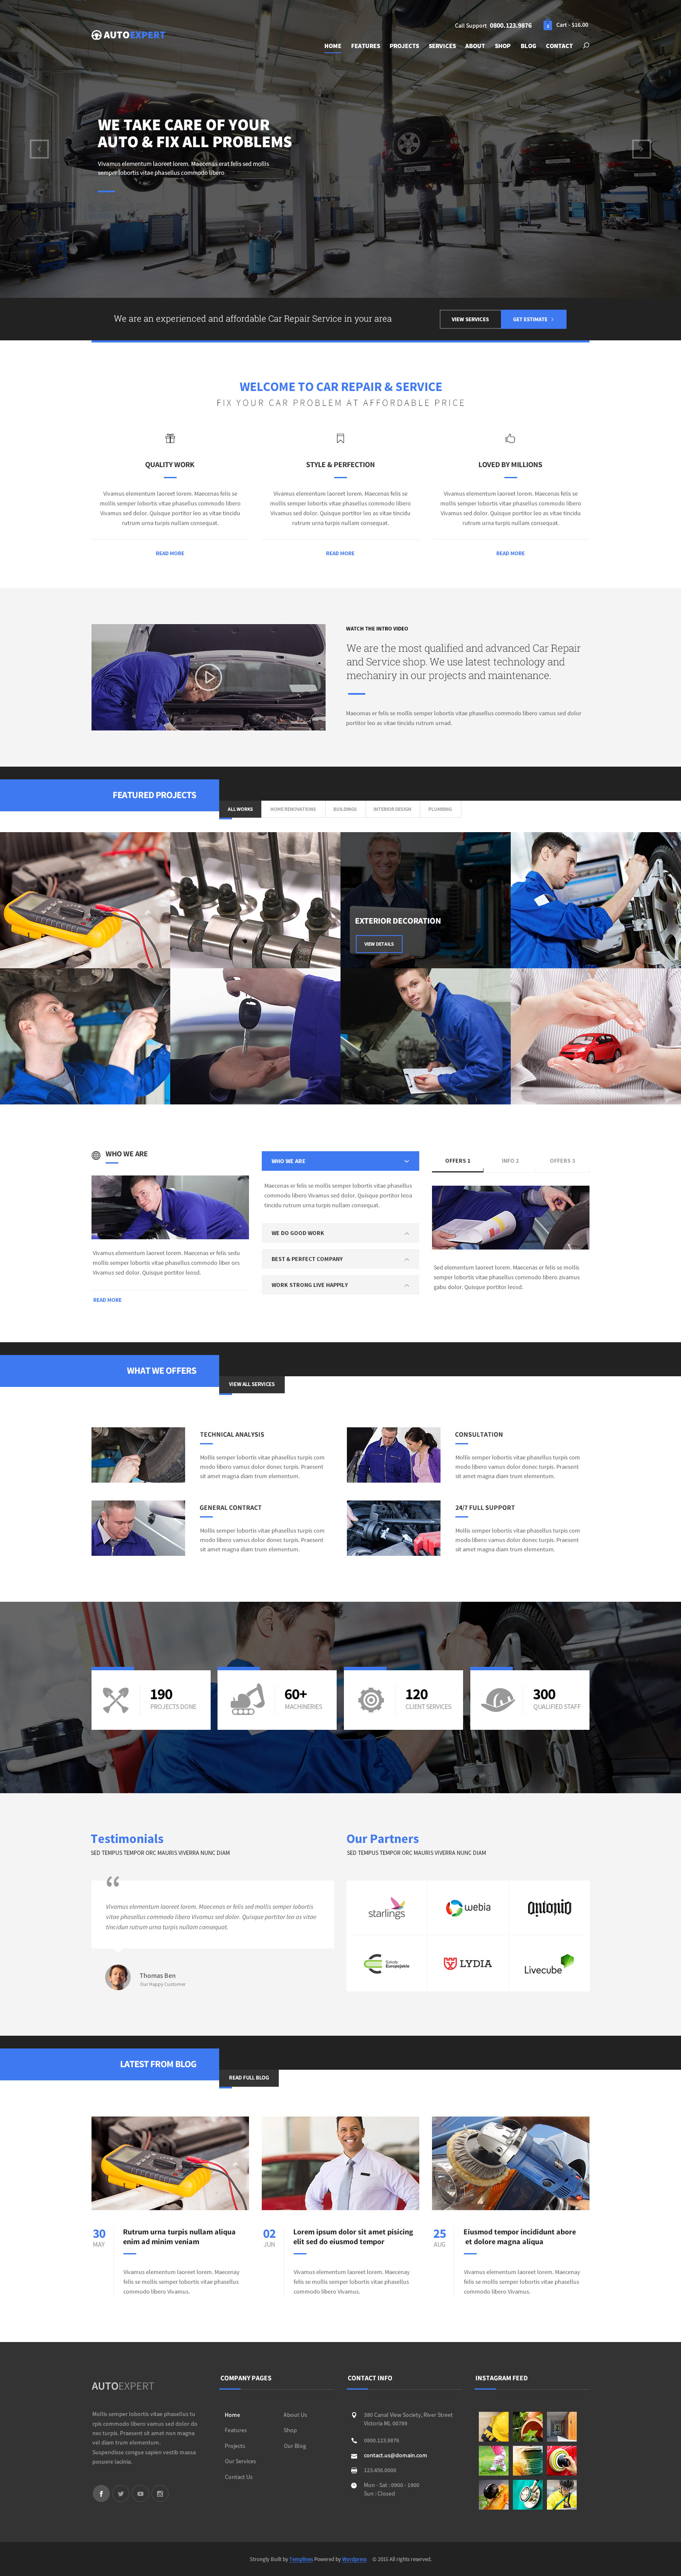 Call Support 0800.123.9876
Cart - $16.00
AUTOEXPERT
HOME FEATURES PROJECTS SERVICES ABOUT SHOP BLOG CONTACT
WE TAKE CARE OF YOUR
AUTO & FIX ALL PROBLEMS
Vivamus elementum laoreet lorem. Maecenas erat felis sed mollis
semper lobortis vitae phasellus commodo libero
We are an experienced and affordable Car Repair Service in your area
VIEW SERVICES
GET ESTIMATE
WELCOME TO CAR REPAIR & SERVICE
FIX YOUR CAR PROBLEM AT AFFORDABLE PRICE
QUALITY WORK
Vivamus elementum laoreet lorem. Maecenas felis se
mollis semper lobortis vitae phasellus commodo libero
Vivamus sed dolor. Quisque portitor leo as vitae tincidu
rutrum urna turpis nullam consequat.
READ MORE
STYLE & PERFECTION
Vivamus elementum laoreet lorem. Maecenas felis se
mollis semper lobortis vitae phasellus commodo libero
Vivamus sed dolor. Quisque portitor leo as vitae tincidu
rutrum urna turpis nullam consequat.
READ MORE
LOVED BY MILLIONS
Vivamus elementum laoreet lorem. Maecenas felis se
mollis semper lobortis vitae phasellus commodo libero
Vivamus sed dolor. Quisque portitor leo as vitae tincidu
rutrum urna turpis nullam consequat.
READ MORE
WATCH THE INTRO VIDEO
We are the most qualified and advanced Car Repair
and Service shop. We use latest technology and
mechaniry in our projects and maintenance.
Maecenas er felis se mollis semper lobortis vitae phasellus commodo libero vamus sed dolor
portitor leo as vitae tincidu rutrum urnad.
FEATURED PROJECTS
ALL WORKS HOME RENOVATIONS BUILDINGS INTERIOR DESIGN PLUMBING
EXTERIOR DECORATION
VIEW DETAILS
WHO WE ARE
Vivamus elementum laoreet lorem. Maecenas er felis sedu
mollis semper lobortis vitae phasellus commodo liber ors
Vivamus sed dolor. Quisque portitor leosd.
READ MORE
WHO WE ARE
Maecenas er felis se mollis semper lobortis vitae phasellus
commodo libero Vivamus sed dolor. Quisque portitor leoa
tincidu rutrum urna turpis nullam consequat.
WE DO GOOD WORK
BEST & PERFECT COMPANY
WORK STRONG LIVE HAPPILY
OFFERS 1 INFO 2 OFFERS 3
Sed elementum laoreet lorem. Maecenas er felis se mollis
semper lobortis vitae phasellus commodo libero zivamus
gabu dolor. Quisque portitor leosd.
WHAT WE OFFERS
VIEW ALL SERVICES
TECHNICAL ANALYSIS
Mollis semper lobortis vitae phasellus turpis com
modo libero vamus dolor donec turpis. Praesent
sit amet magna diam trum elementum.
CONSULTATION
Mollis semper lobortis vitae phasellus turpis com
modo libero vamus dolor donec turpis. Praesent
sit amet magna diam trum elementum.
GENERAL CONTRACT
Mollis semper lobortis vitae phasellus turpis com
modo libero vamus dolor donec turpis. Praesent
sit amet magna diam trum elementum.
24/7 FULL SUPPORT
Mollis semper lobortis vitae phasellus turpis com
modo libero vamus dolor donec turpis. Praesent
sit amet magna diam trum elementum.
190
PROJECTS DONE
60+
MACHINERIES
120
CLIENT SERVICES
300
QUALIFIED STAFF
Testimonials
SED TEMPUS TEMPOR ORC MAURIS VIVERRA NUNC DIAM
Vivamus elementum laoreet lorem. Maecenas er felis sed mollis semper lobortis
vitae phasellus commodo libero Vivamus sed dolor. Quisque portitor leo as vitae
tincidun rutrum urna turpis nullam consequat.
Thomas Ben
Our Happy Customer
Our Partners
SED TEMPUS TEMPOR ORC MAURIS VIVERRA NUNC DIAM
starlings
webia
Antonio
Szkoły
Europejskie
LYDIA
Livecube
LATEST FROM BLOG
READ FULL BLOG
30
MAY
Rutrum urna turpis nullam aliqua
enim ad minim veniam
Vivamus elementum laoreet lorem. Maecenay
felis se mollis semper lobortis vitae phasellus
commodo libero Vivamus.
02
JUN
Lorem ipsum dolor sit amet pisicing
elit sed do eiusmod tempor
Vivamus elementum laoreet lorem. Maecenay
felis se mollis semper lobortis vitae phasellus
commodo libero Vivamus.
25
AUG
Eiusmod tempor incididunt abore
et dolore magna aliqua
Vivamus elementum laoreet lorem. Maecenay
felis se mollis semper lobortis vitae phasellus
commodo libero Vivamus.
AUTOEXPERT
Mollis semper lobortis vitae phasellus tu
rpis commodo libero vamus sed dolor do
nec turpis. Praesent sit amet non magna
vel diam trum elementum.
Suspendisse congue sapien vestib massa
posuere lacinia.
COMPANY PAGES
Home
Features
Projects
Our Services
Contact Us
About Us
Shop
Our Blog
CONTACT INFO
380 Canal View Society, River Street
Victoria MI, 00789
0800.123.9876
contact.us@domain.com
123.456.0000
Mon - Sat : 0900 - 1900
Sun : Closed
INSTAGRAM FEED
Strongly Built by Templines Powered by Wordpress © 2015 All rights reserved.